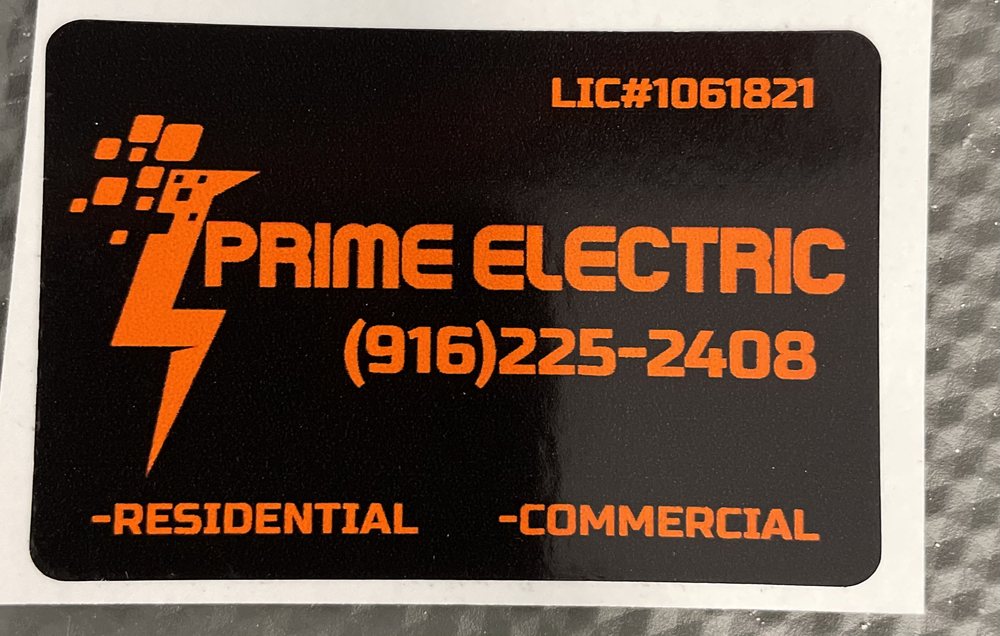 LIC#1061821
PRIME ELECTRIC
(916)225-2408
-RESIDENTIAL -COMMERCIAL